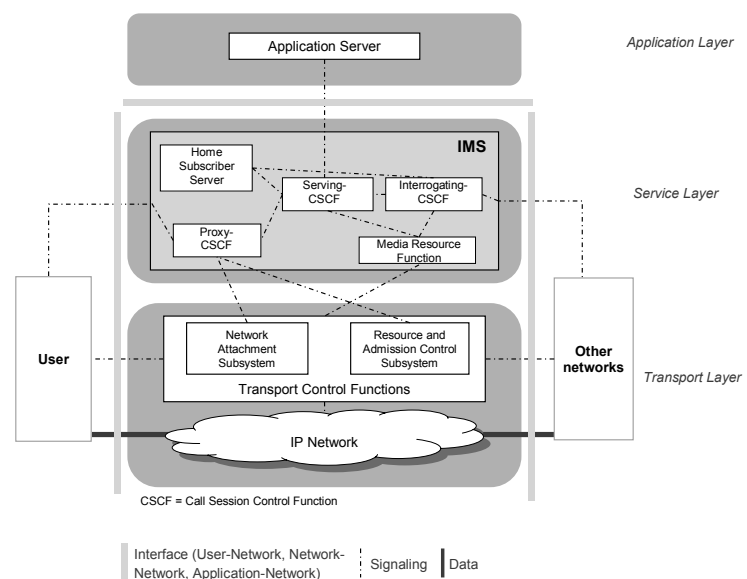 Application Server
Application Layer
IMS
Home
Subscriber
Server
Serving-
CSCF
Interrogating-
CSCF
Service Layer
Proxy-
CSCF
Media Resource
Function
User
Network
Attachment
Subsystem
Resource and
Admission Control
Subsystem
Other
networks
Transport Layer
Transport Control Functions
IP Network
CSCF = Call Session Control Function
Interface (User-Network, Network-
Network, Application-Network)
Signaling
Data